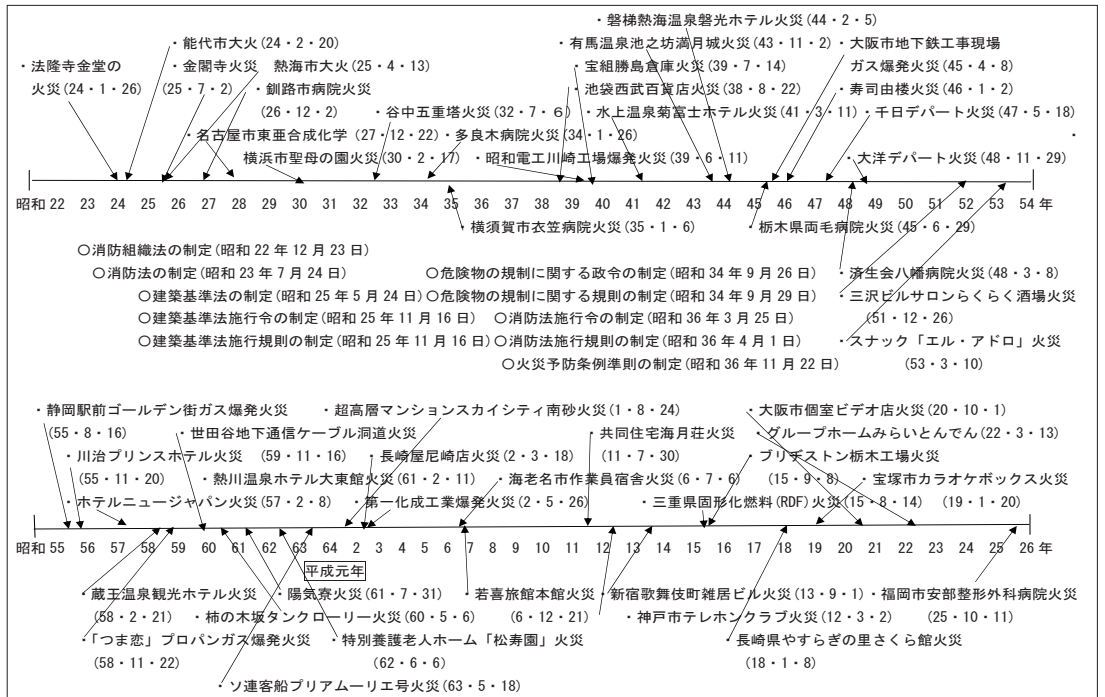 ・磐梯熱海温泉磐光ホテル火災(44・2・5)
・能代市大火(24・2・20)
・有馬温泉池之坊満月城火災(43・11・2)
・大阪市地下鉄工事現場
・法隆寺金堂の
・金閣寺火災
熱海市大火(25・4・13)
・宝組勝島倉庫火災(39・7・14)
ガス爆発火災(45・4・8)
火災(24・1・26)
(25・7・2)
・釧路市病院火災
・池袋西武百貨店火災(38・8・22)
・寿司由楼火災(46・1・2)
(26・12・2)
・谷中五重塔火災(32・7・6)
・水上温泉菊富士ホテル火災(41・3・11)
・千日デパート火災(47・5・18)
・名古屋市東亜合成化学(27・12・22)
・多良木病院火災(34・1・26)
・
横浜市聖母の園火災(30・2・17)
・昭和電工川崎工場爆発火災(39・6・11)
・大洋デパート火災(48・11・29)
昭和 22 23 24 25 26 27 28 29 30 31 32 33 34 35 36 37 38 39 40 41 42 43 44 45 46 47 48 49 50 51 52 53 54 年
・横須賀市衣笠病院火災(35・1・6)
・栃木県両毛病院火災(45・6・29)
○消防組織法の制定(昭和 22 年 12 月 23 日)
○消防法の制定(昭和 23 年 7 月 24 日)
○危険物の規制に関する政令の制定(昭和 34 年 9 月 26 日)
・済生会八幡病院火災(48・3・8)
○建築基準法の制定(昭和 25 年 5 月 24 日)
○危険物の規制に関する規則の制定(昭和 34 年 9 月 29 日)
・三沢ビルサロンらくらく酒場火災
○建築基準法施行令の制定(昭和 25 年 11 月 16 日)
○消防法施行令の制定(昭和 36 年 3 月 25 日)
(51・12・26)
○建築基準法施行規則の制定(昭和 25 年 11 月 16 日)
○消防法施行規則の制定(昭和 36 年 4 月 1 日)
・スナック「エル・アドロ」火災
○火災予防条例準則の制定(昭和 36 年 11 月 22 日)
(53・3・10)
・静岡駅前ゴールデン街ガス爆発火災
・超高層マンションスカイシティ南砂火災(1・8・24)
・大阪市個室ビデオ店火災(20・10・1)
(55・8・16)
・世田谷地下通信ケーブル洞道火災
・共同住宅海月荘火災
・グループホームみらいとんでん(22・3・13)
・川治プリンスホテル火災
(59・11・16)
・長崎屋尼崎店火災(2・3・18)
(11・7・30)
・ブリヂストン栃木工場火災
(55・11・20)
・熱川温泉ホテル大東館火災(61・2・11)
・海老名市作業員宿舎火災(6・7・6)
(15・9・8)
・宝塚市カラオケボックス火災
・ホテルニュージャパン火災(57・2・8)
・第一化成工業爆発火災(2・5・26)
・三重県固形化燃料(RDF)火災(15・8・14)
(19・1・20)
昭和 55 56 57 58 59 60 61 62 63 64 2 3 4 5 6 7 8 9 10 11 12 13 14 15 16 17 18 19 20 21 22 23 24 25 26 年
平成元年
・蔵王温泉観光ホテル火災
・陽気寮火災(61・7・31)
・若喜旅館本館火災
・新宿歌舞伎町雑居ビル火災(13・9・1)
・福岡市安部整形外科病院火災
(58・2・21)
・柿の木坂タンクローリー火災(60・5・6)
(6・12・21)
・神戸市テレホンクラブ火災(12・3・2)
(25・10・11)
・「つま恋」プロパンガス爆発火災
・特別養護老人ホーム「松寿園」火災
・長崎県やすらぎの里さくら館火災
(58・11・22)
(62・6・6)
(18・1・8)
・ソ連客船プリアムーリエ号火災(63・5・18)